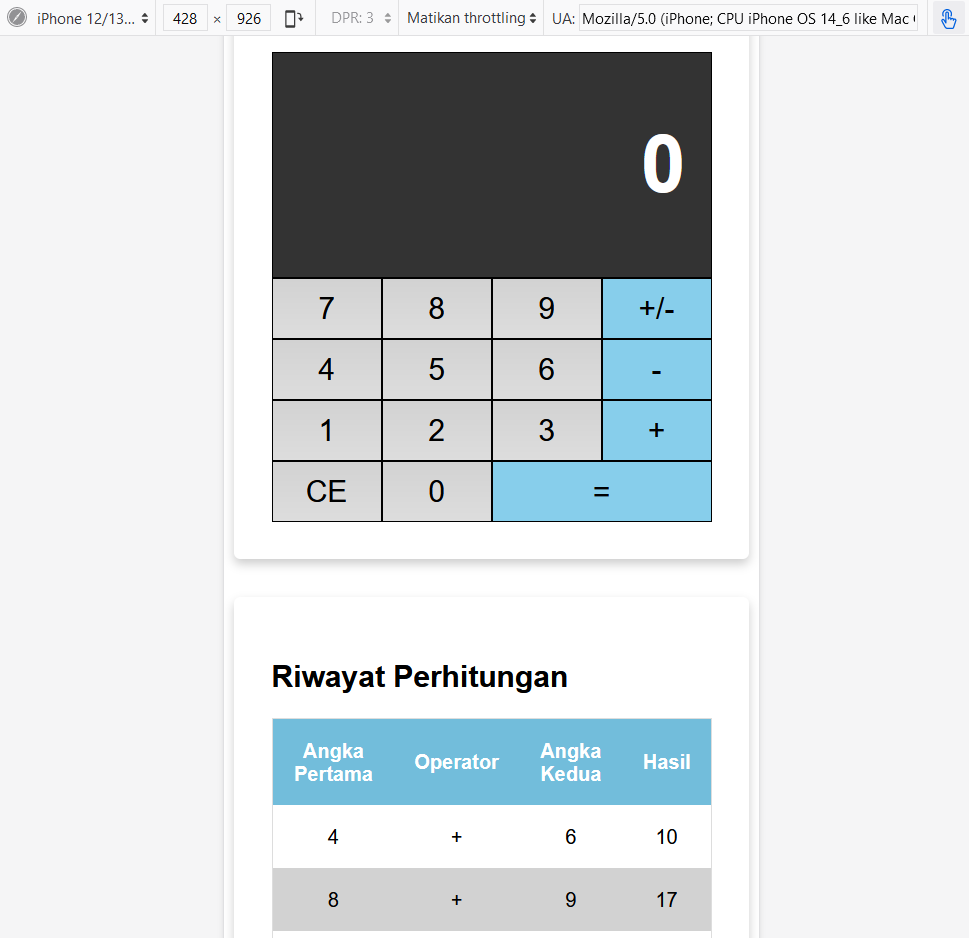 iPhone 12/13... 428 × 926 DPR: 3 Matikan throttling UA: Mozilla/5.0 (iPhone; CPU iPhone OS 14_6 like Mac
0
7 8 9 +/-
4 5 6 -
1 2 3 +
CE 0 =
Riwayat Perhitungan
Angka Pertama Operator Angka Kedua Hasil
4 + 6 10
8 + 9 17